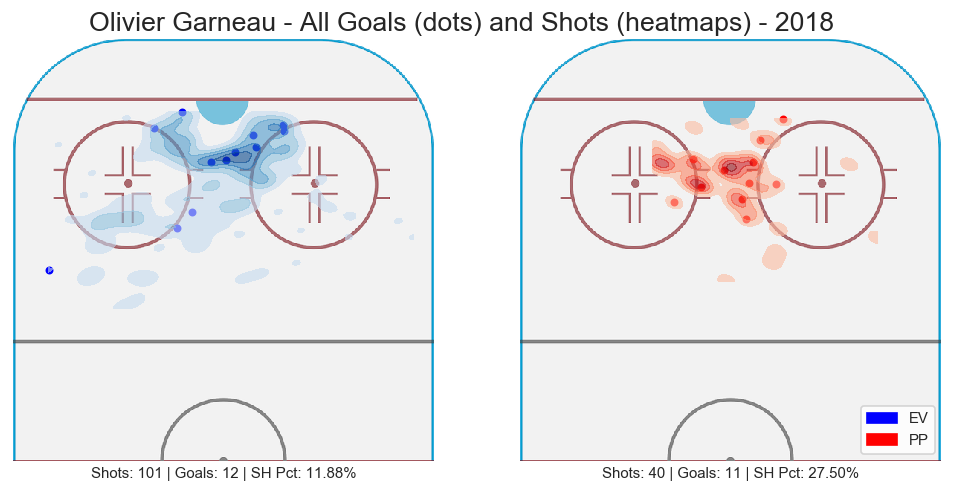 Olivier Garneau - All Goals (dots) and Shots (heatmaps) - 2018
EV
PP
Shots: 101 | Goals: 12 | SH Pct: 11.88%
Shots: 40 | Goals: 11 | SH Pct: 27.50%